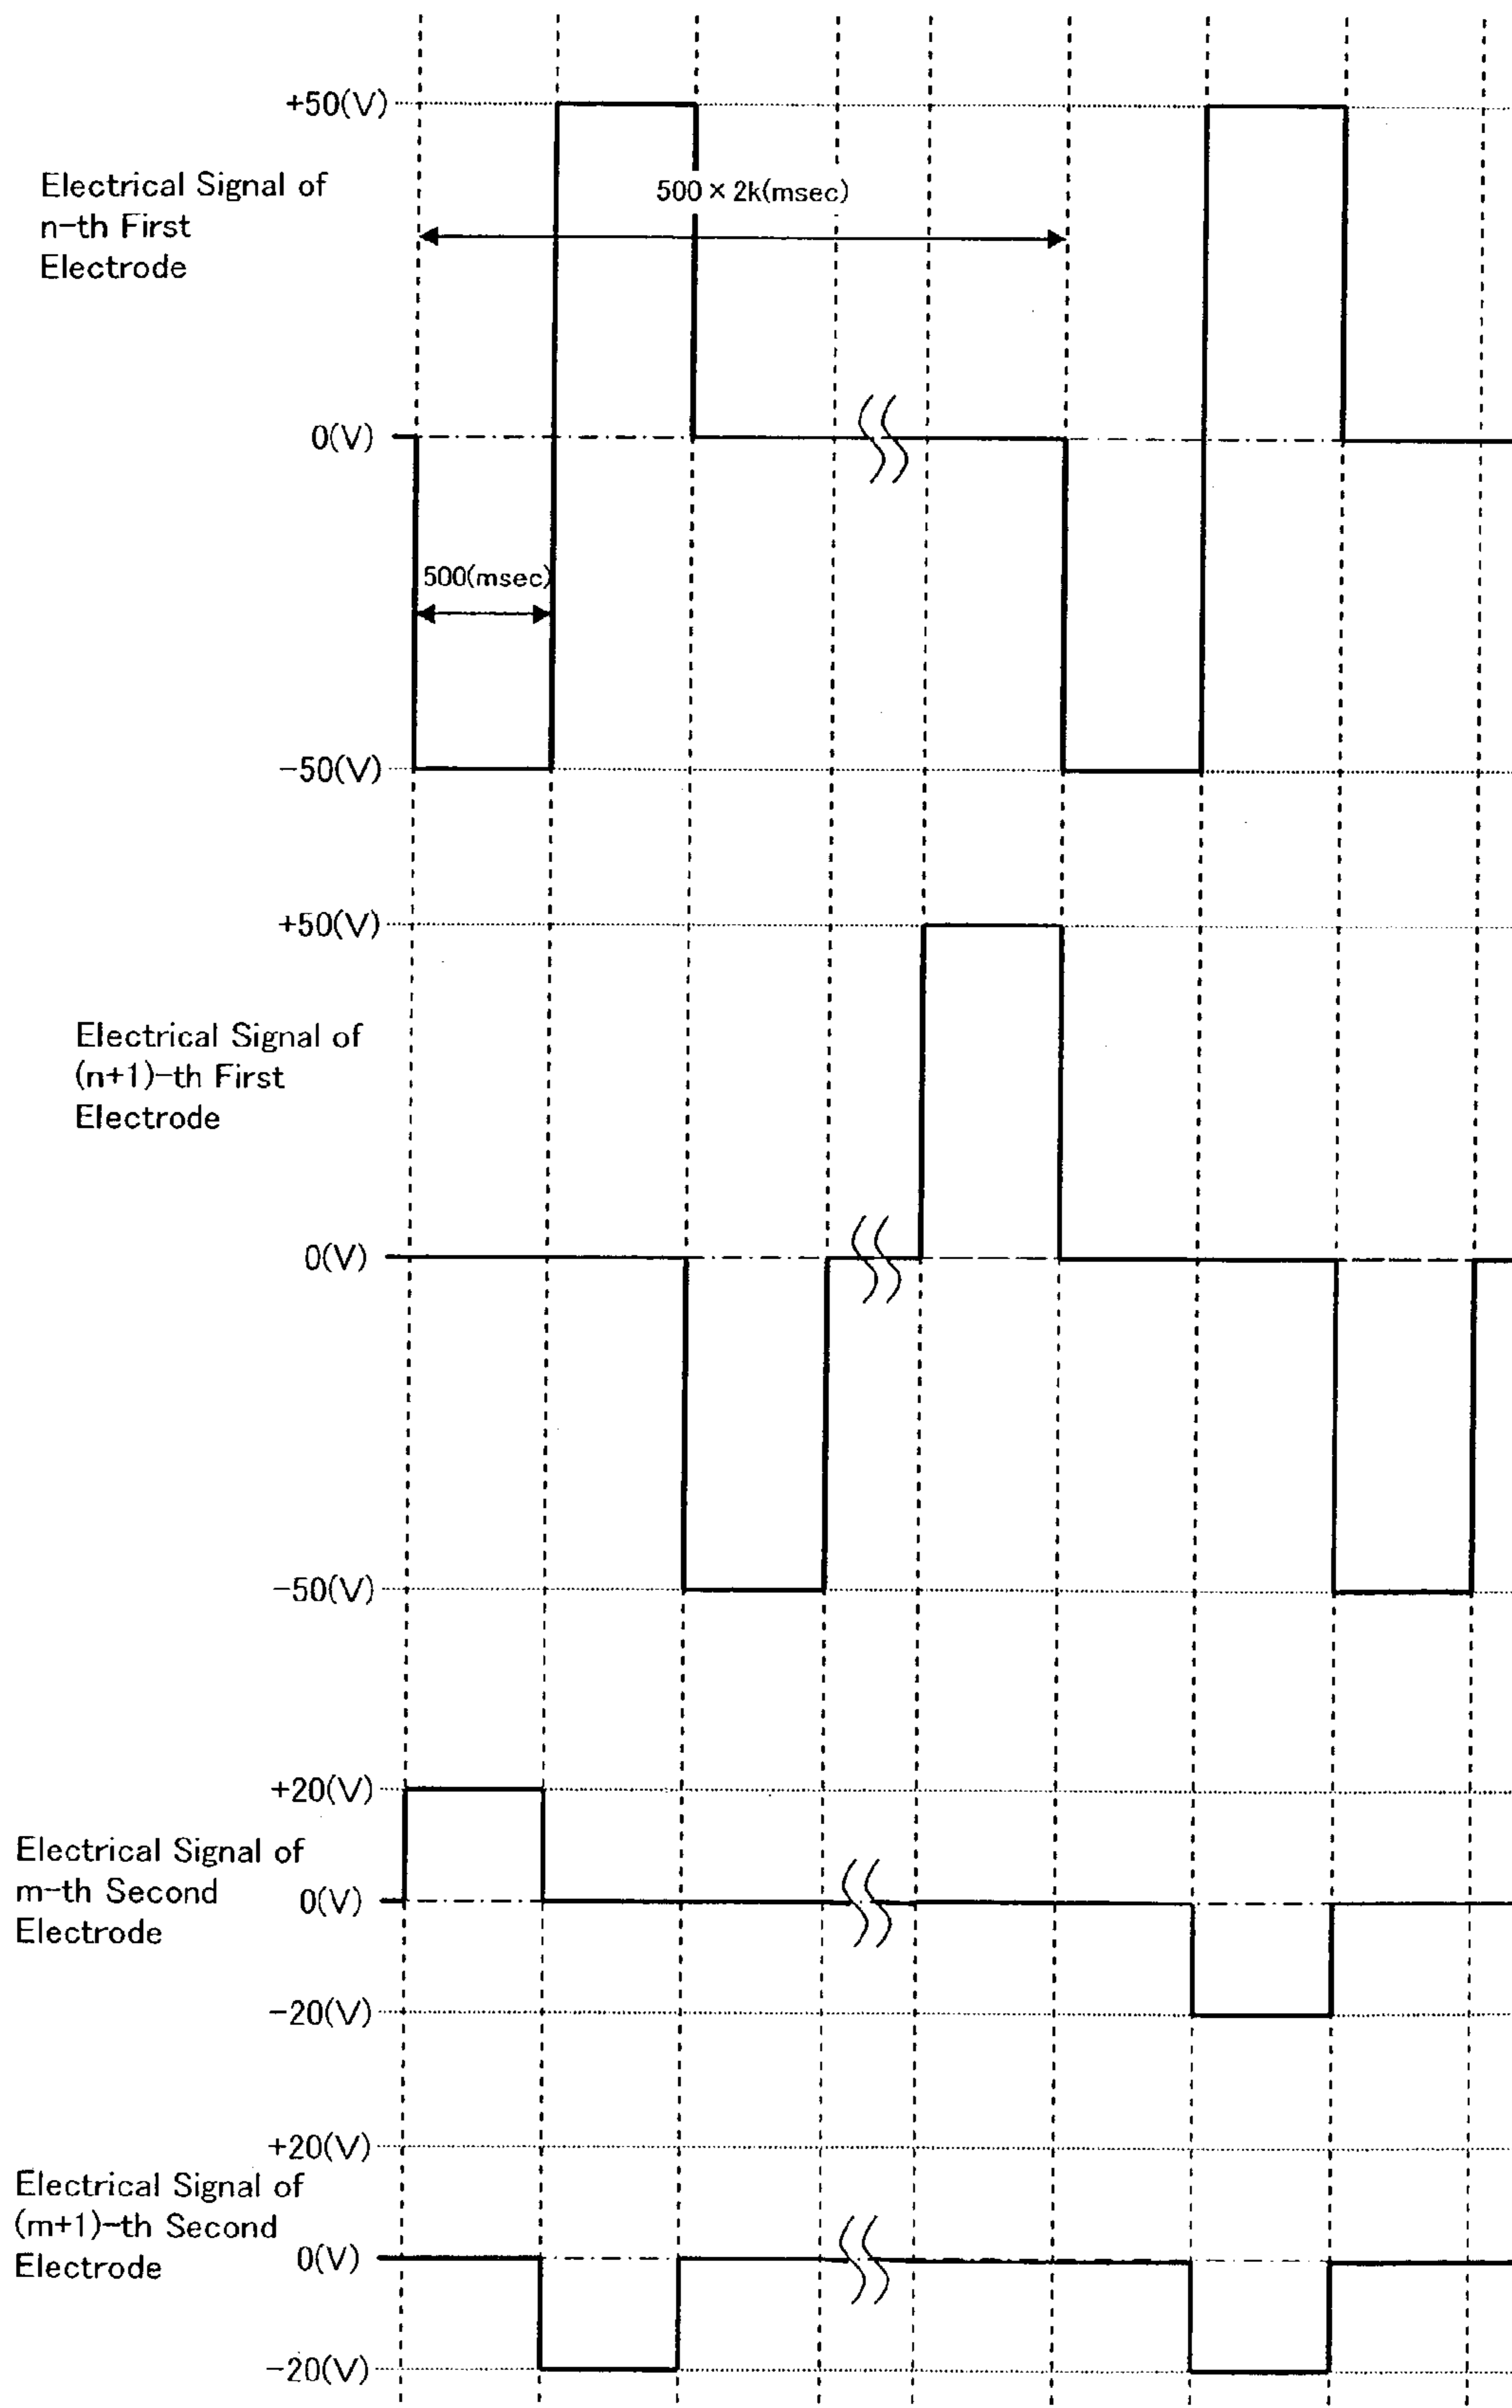 +50(V)
Electrical Signal of
n-th First
Electrode
500 × 2k(msec)
0(V)
500(msec)
-50(V)
+50(V)
Electrical Signal of
(n+1)-th First
Electrode
0(V)
-50(V)
+20(V)
Electrical Signal of
m-th Second
Electrode
0(V)
-20(V)
+20(V)
Electrical Signal of
(m+1)-th Second
Electrode
0(V)
-20(V)